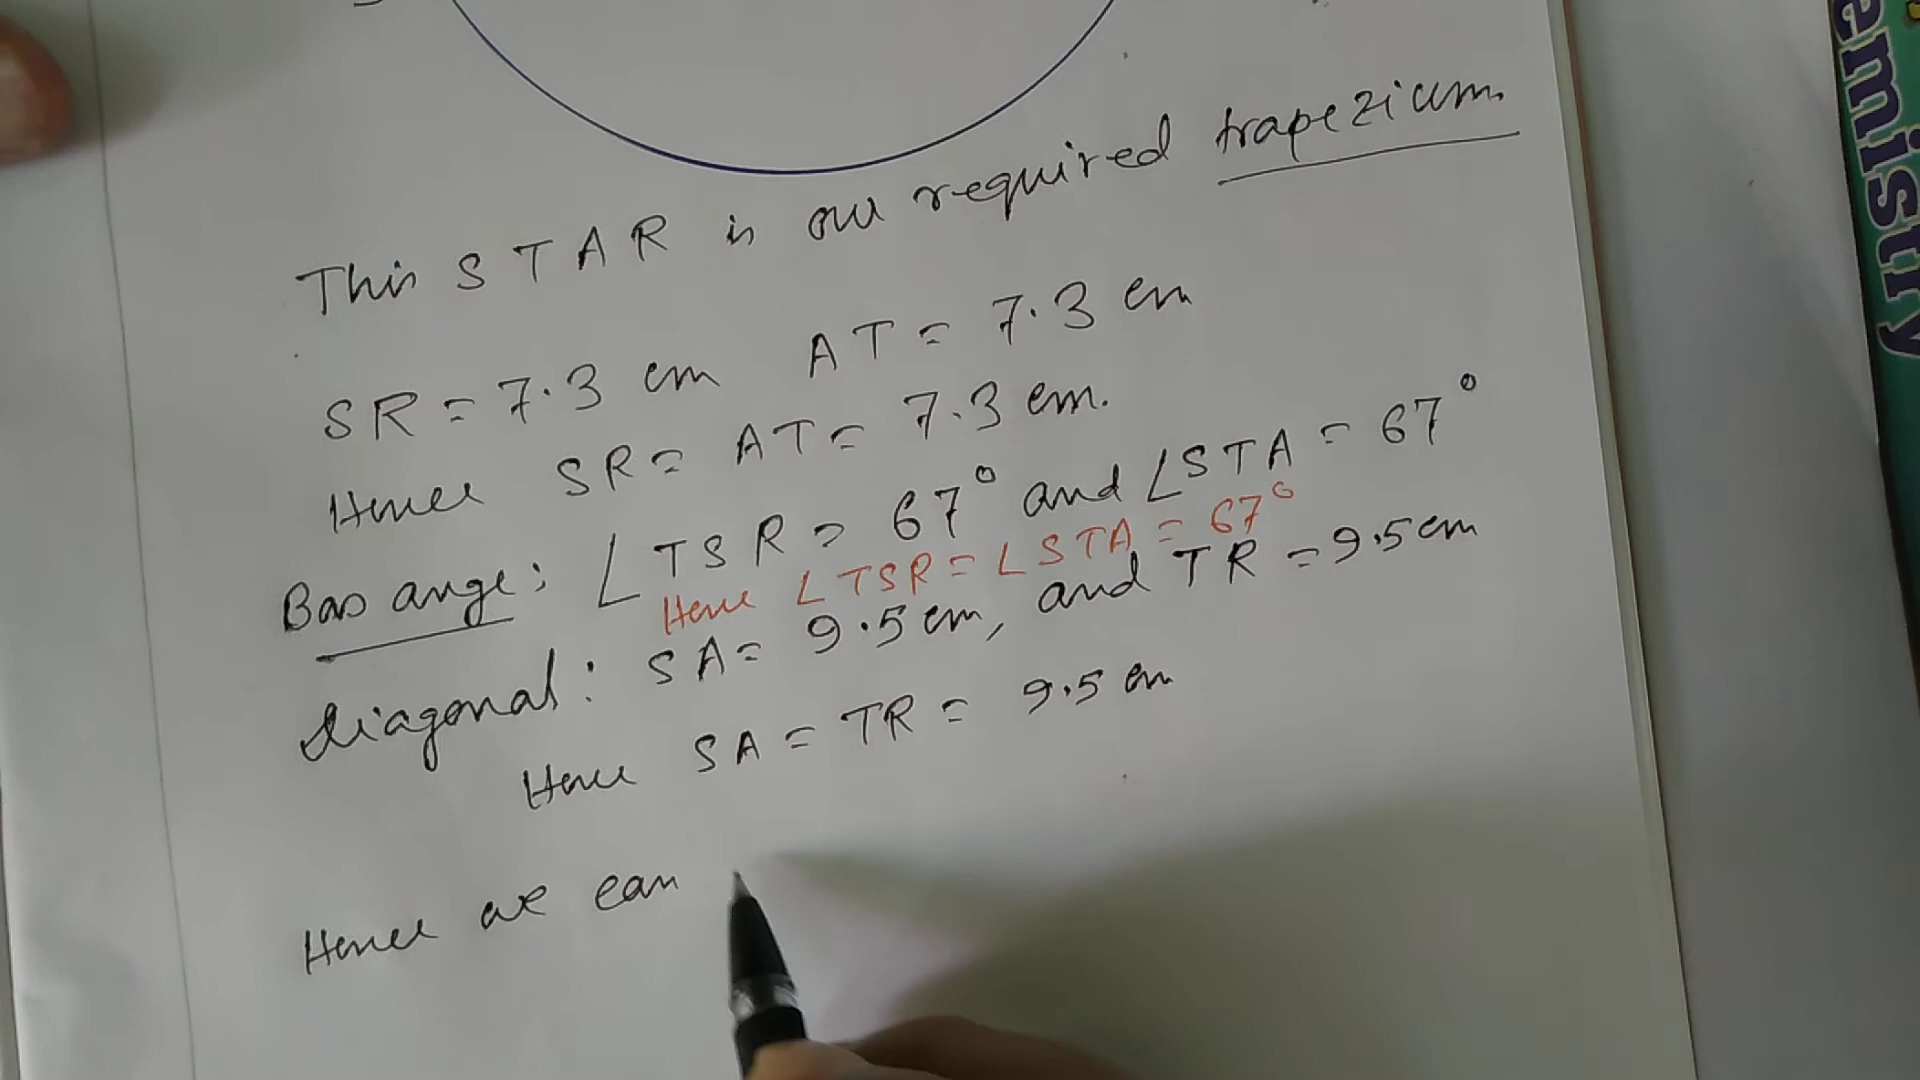 This S T A R is our required trapezium.
SR = 7.3 cm AT = 7.3 cm
Hence SR = AT = 7.3 cm.
Bas ange: ∠TSR = 67° and ∠STA = 67°
Hence ∠TSR = ∠STA = 67°
diagonal: SA = 9.5 cm, and TR = 9.5 cm
Hence SA = TR = 9.5 cm
Hence we can
emistry